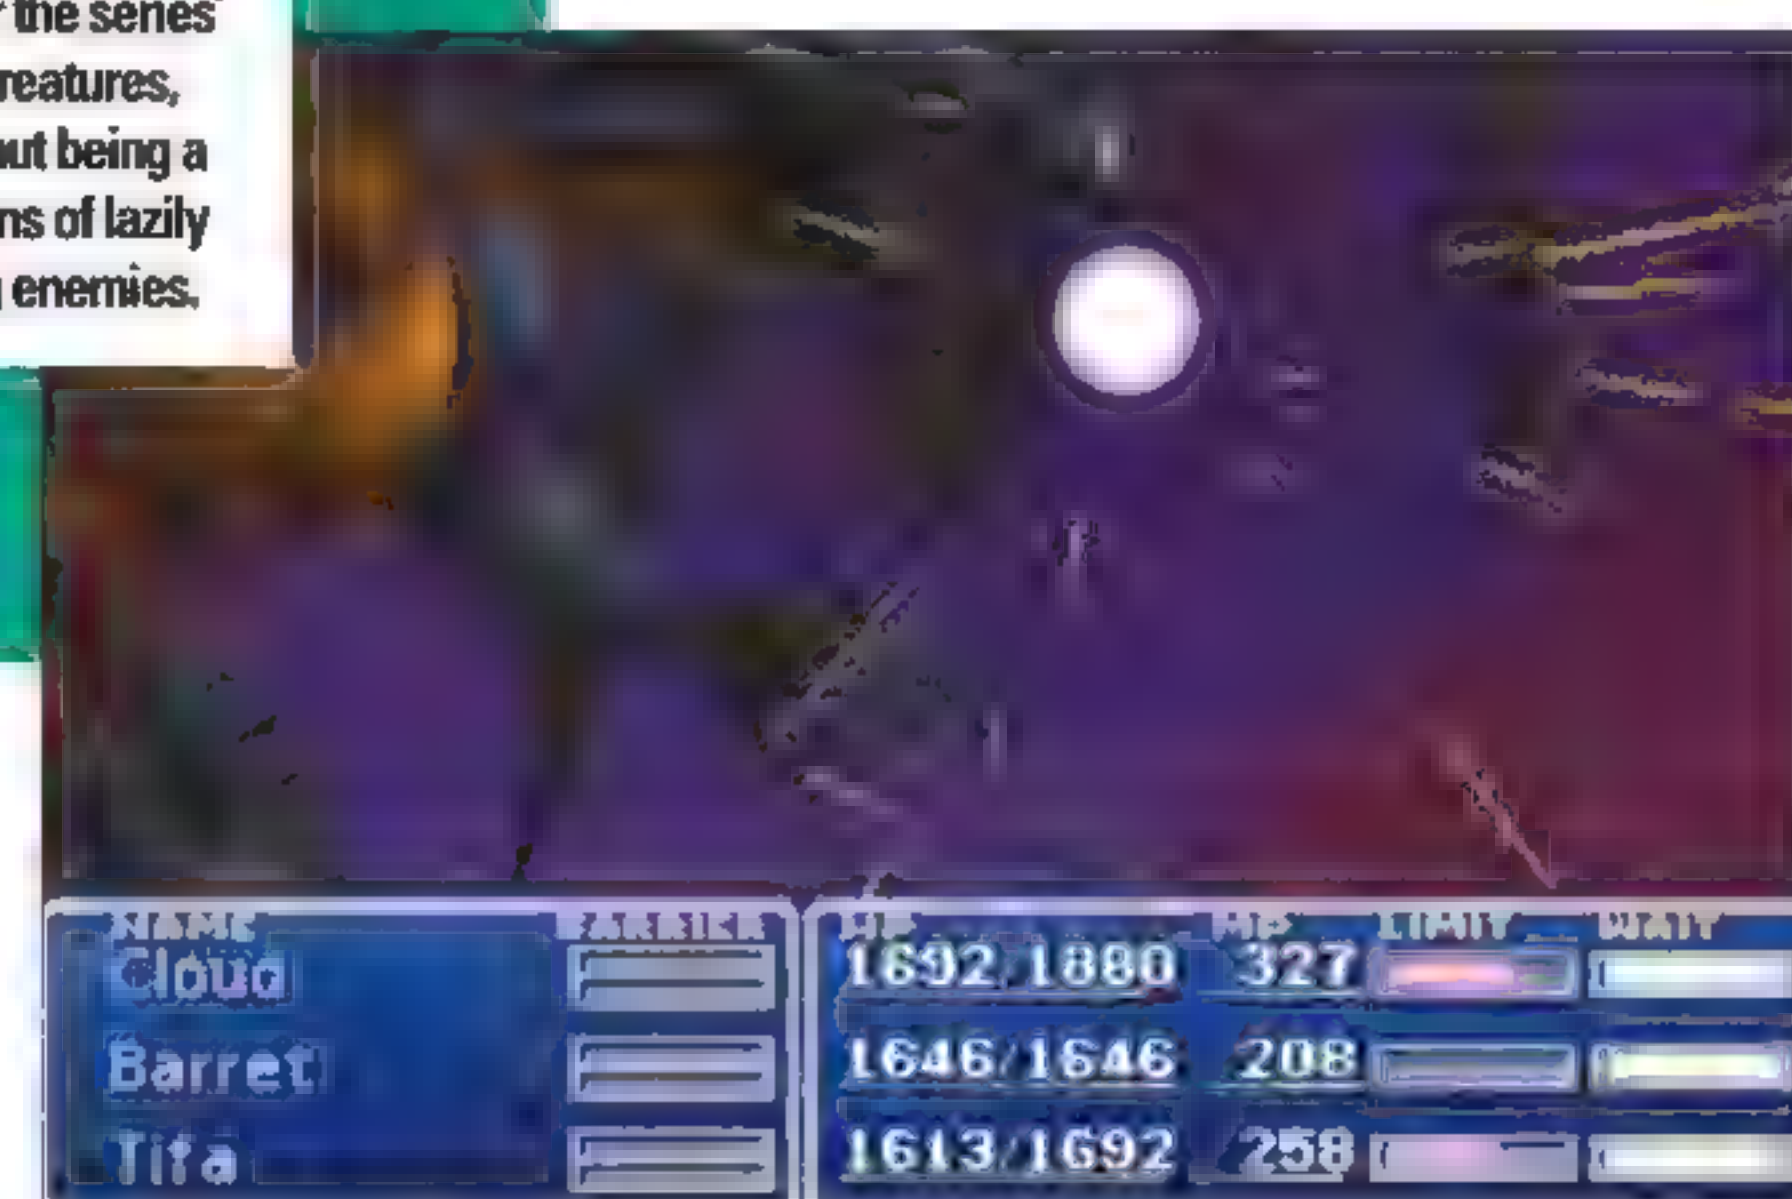 the series
reatures,
ut being a
ns of lazily
enemies.
NAME BARRIER HP MP LIMIT WAIT
Cloud 1692/1880 327
Barret 1646/1646 208
Tifa 1613/1692 258